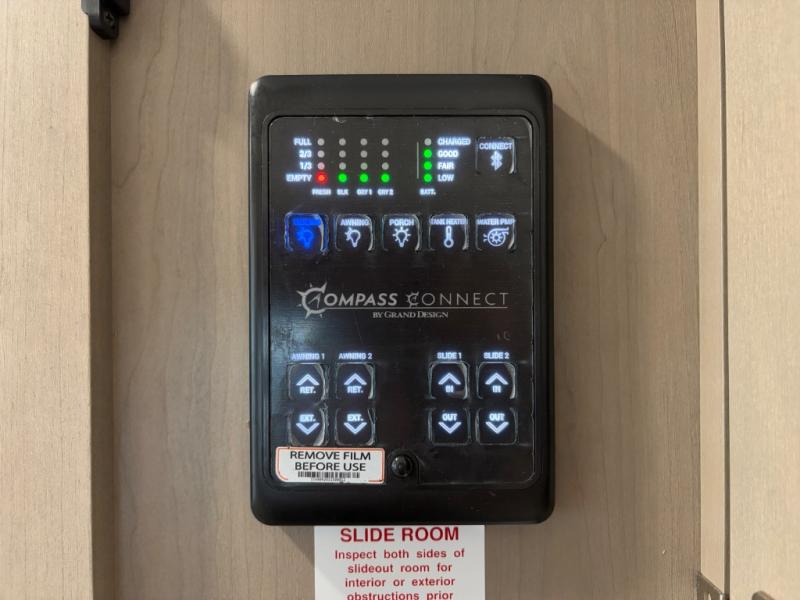 FULL
2/3
1/3
EMPTY
FRESH BLK GRY 1 GRY 2
CHARGED
GOOD
FAIR
LOW
BATT.
CONNECT
AWNING PORCH TANK HEATER WATER PMP
COMPASS CONNECT
BY GRAND DESIGN
AWNING 1 AWNING 2 SLIDE 1 SLIDE 2
RET. RET. IN IN
EXT. EXT. OUT OUT
REMOVE FILM
BEFORE USE
SLIDE ROOM
Inspect both sides of
slideout room for
interior or exterior
obstructions prior